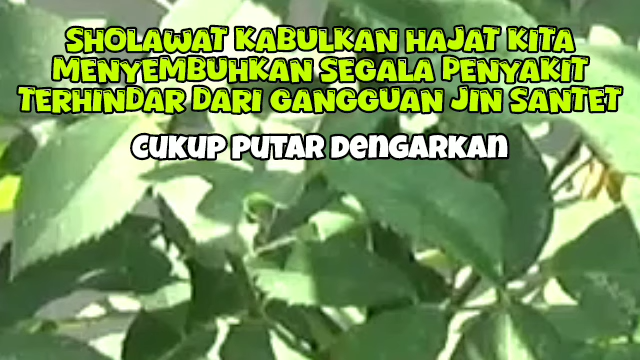 SHOLAWAT KABULKAN HAJAT KITA
MENYEMBUHKAN SEGALA PENYAKIT
TERHINDAR DARI GANGGUAN JIN SANTET
CUKUP PUTAR DENGARKAN